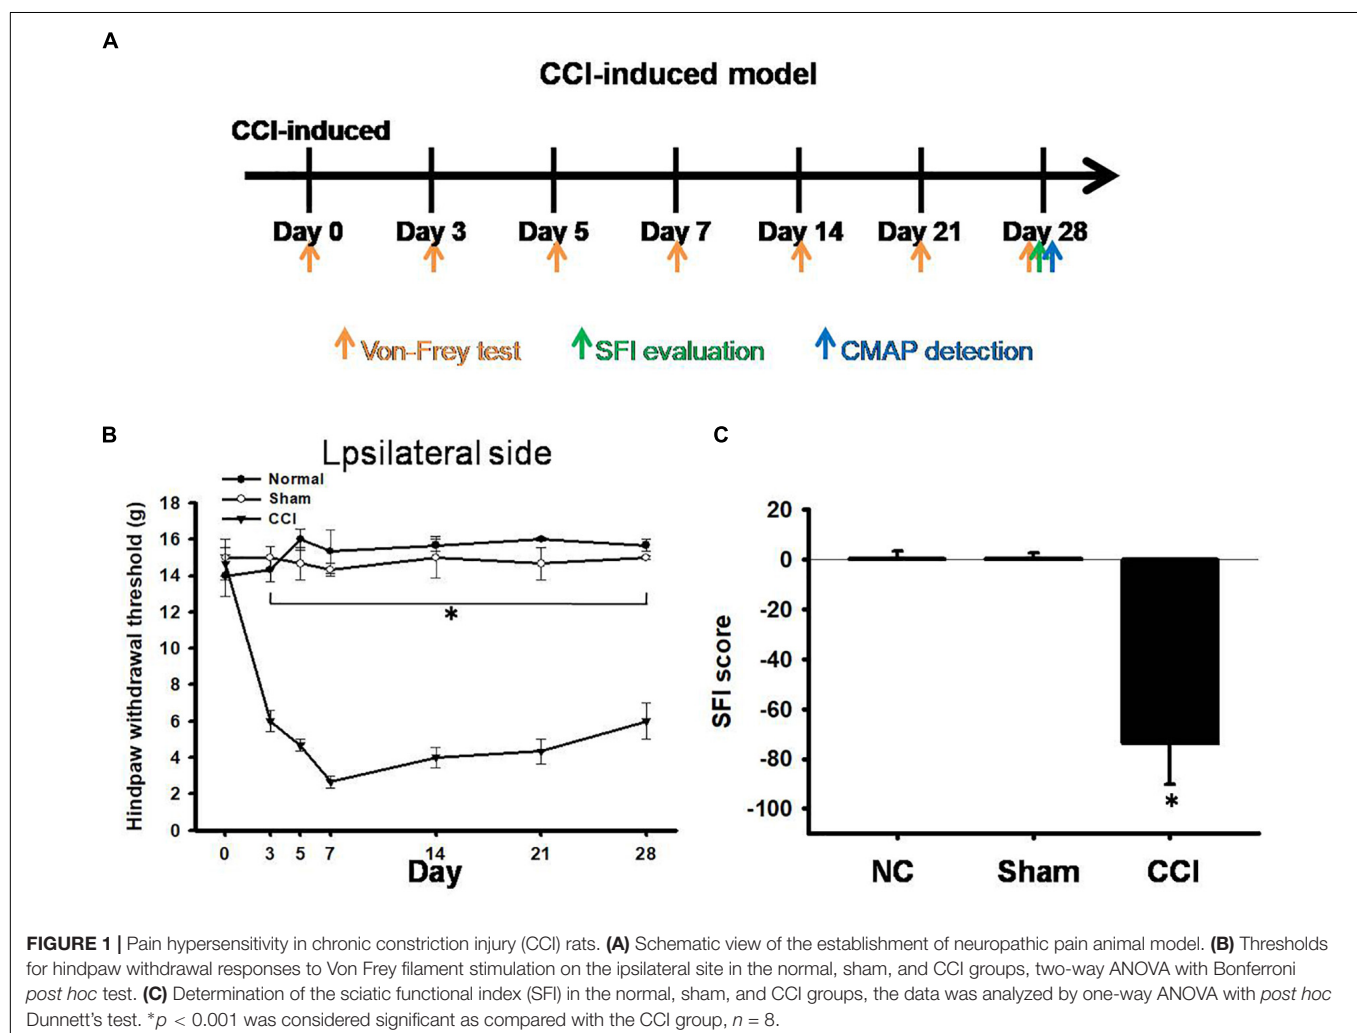 A
CCI-induced model
CCI-induced
Day 0 Day 3 Day 5 Day 7 Day 14 Day 21 Day 28
Von-Frey test SFI evaluation CMAP detection
B
Lpsilateral side
Normal
Sham
CCI
Hindpaw withdrawal threshold (g)
18
16
14
12
10
8
6
4
2
0
*
0 3 5 7 14 21 28
Day
C
SFI score
20
0
-20
-40
-60
-80
-100
*
NC Sham CCI
FIGURE 1 | Pain hypersensitivity in chronic constriction injury (CCI) rats. (A) Schematic view of the establishment of neuropathic pain animal model. (B) Thresholds
for hindpaw withdrawal responses to Von Frey filament stimulation on the ipsilateral site in the normal, sham, and CCI groups, two-way ANOVA with Bonferroni
post hoc test. (C) Determination of the sciatic functional index (SFI) in the normal, sham, and CCI groups, the data was analyzed by one-way ANOVA with post hoc
Dunnett's test. *p < 0.001 was considered significant as compared with the CCI group, n = 8.